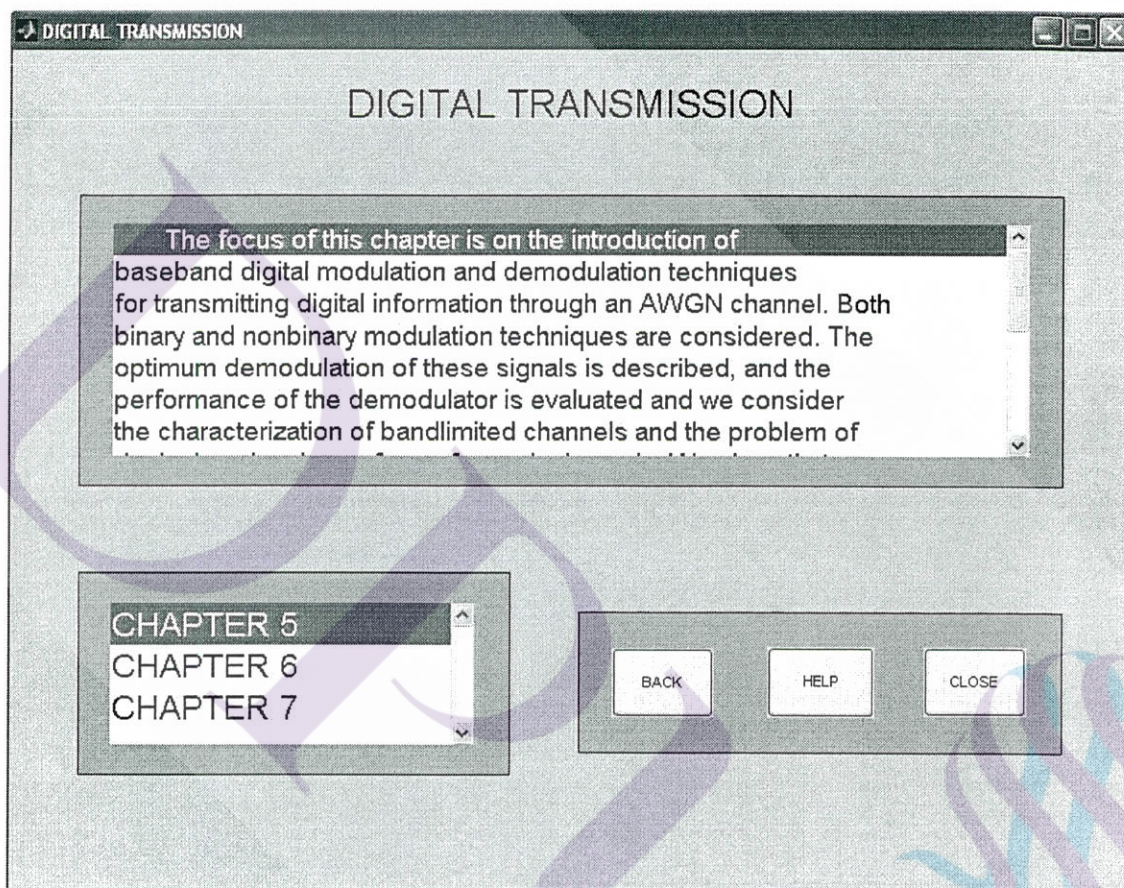 DIGITAL TRANSMISSION
DIGITAL TRANSMISSION
The focus of this chapter is on the introduction of
baseband digital modulation and demodulation techniques
for transmitting digital information through an AWGN channel. Both
binary and nonbinary modulation techniques are considered. The
optimum demodulation of these signals is described, and the
performance of the demodulator is evaluated and we consider
the characterization of bandlimited channels and the problem of
CHAPTER 5
CHAPTER 6
CHAPTER 7
BACK
HELP
CLOSE